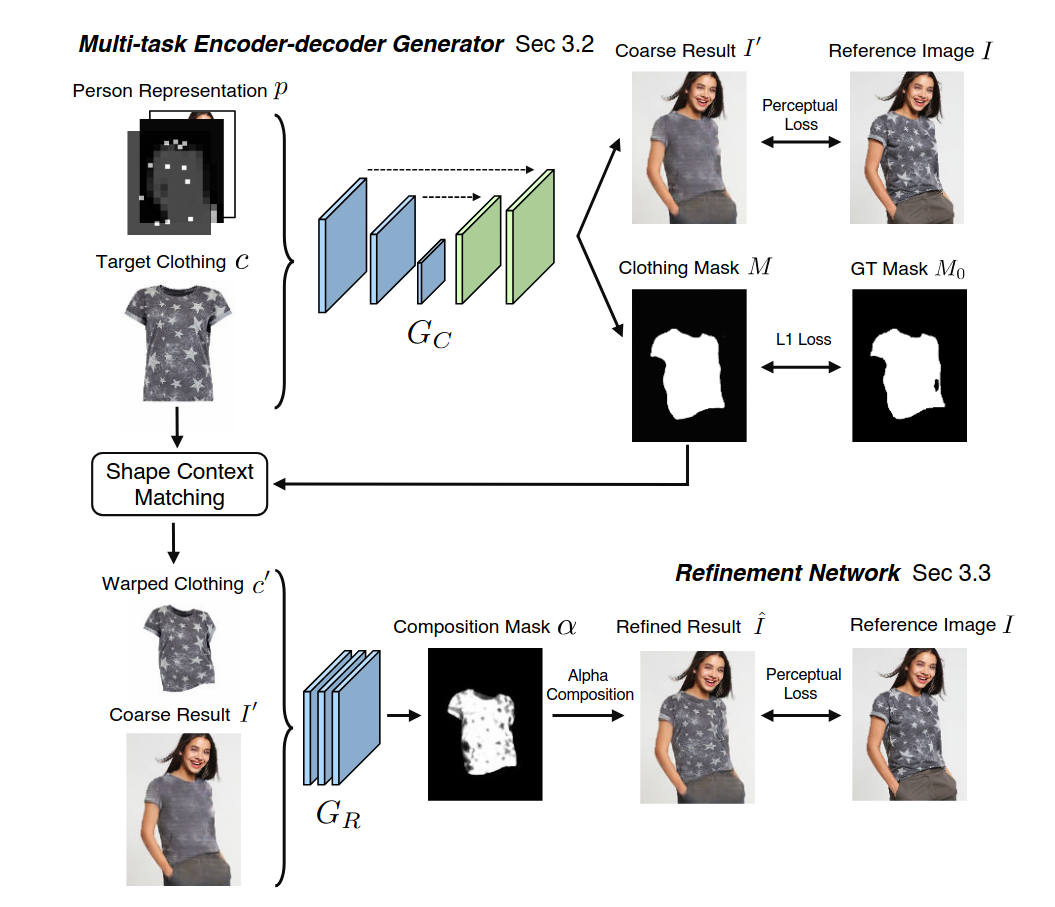 Multi-task Encoder-decoder Generator Sec 3.2
Person Representation p
Target Clothing c
G_C
Coarse Result I′
Reference Image I
Perceptual
Loss
Clothing Mask M
GT Mask M_0
L1 Loss
Shape Context
Matching
Refinement Network Sec 3.3
Warped Clothing c′
Coarse Result I′
G_R
Composition Mask α
Alpha
Composition
Refined Result Î
Reference Image I
Perceptual
Loss